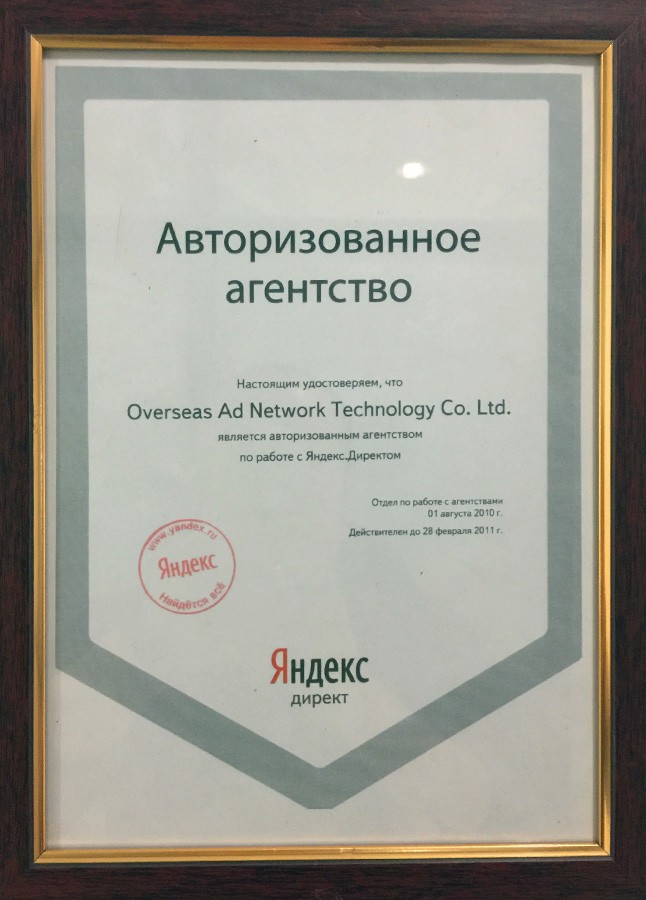 Авторизованное
агентство
Настоящим удостоверяем, что
Overseas Ad Network Technology Co. Ltd.
является авторизованным агентством
по работе с Яндекс.Директом
Отдел по работе с агентствами
01 августа 2010 г.
Действителен до 28 февраля 2011 г.
www.yandex.ru
Яндекс
Найдётся всё
Яндекс
директ